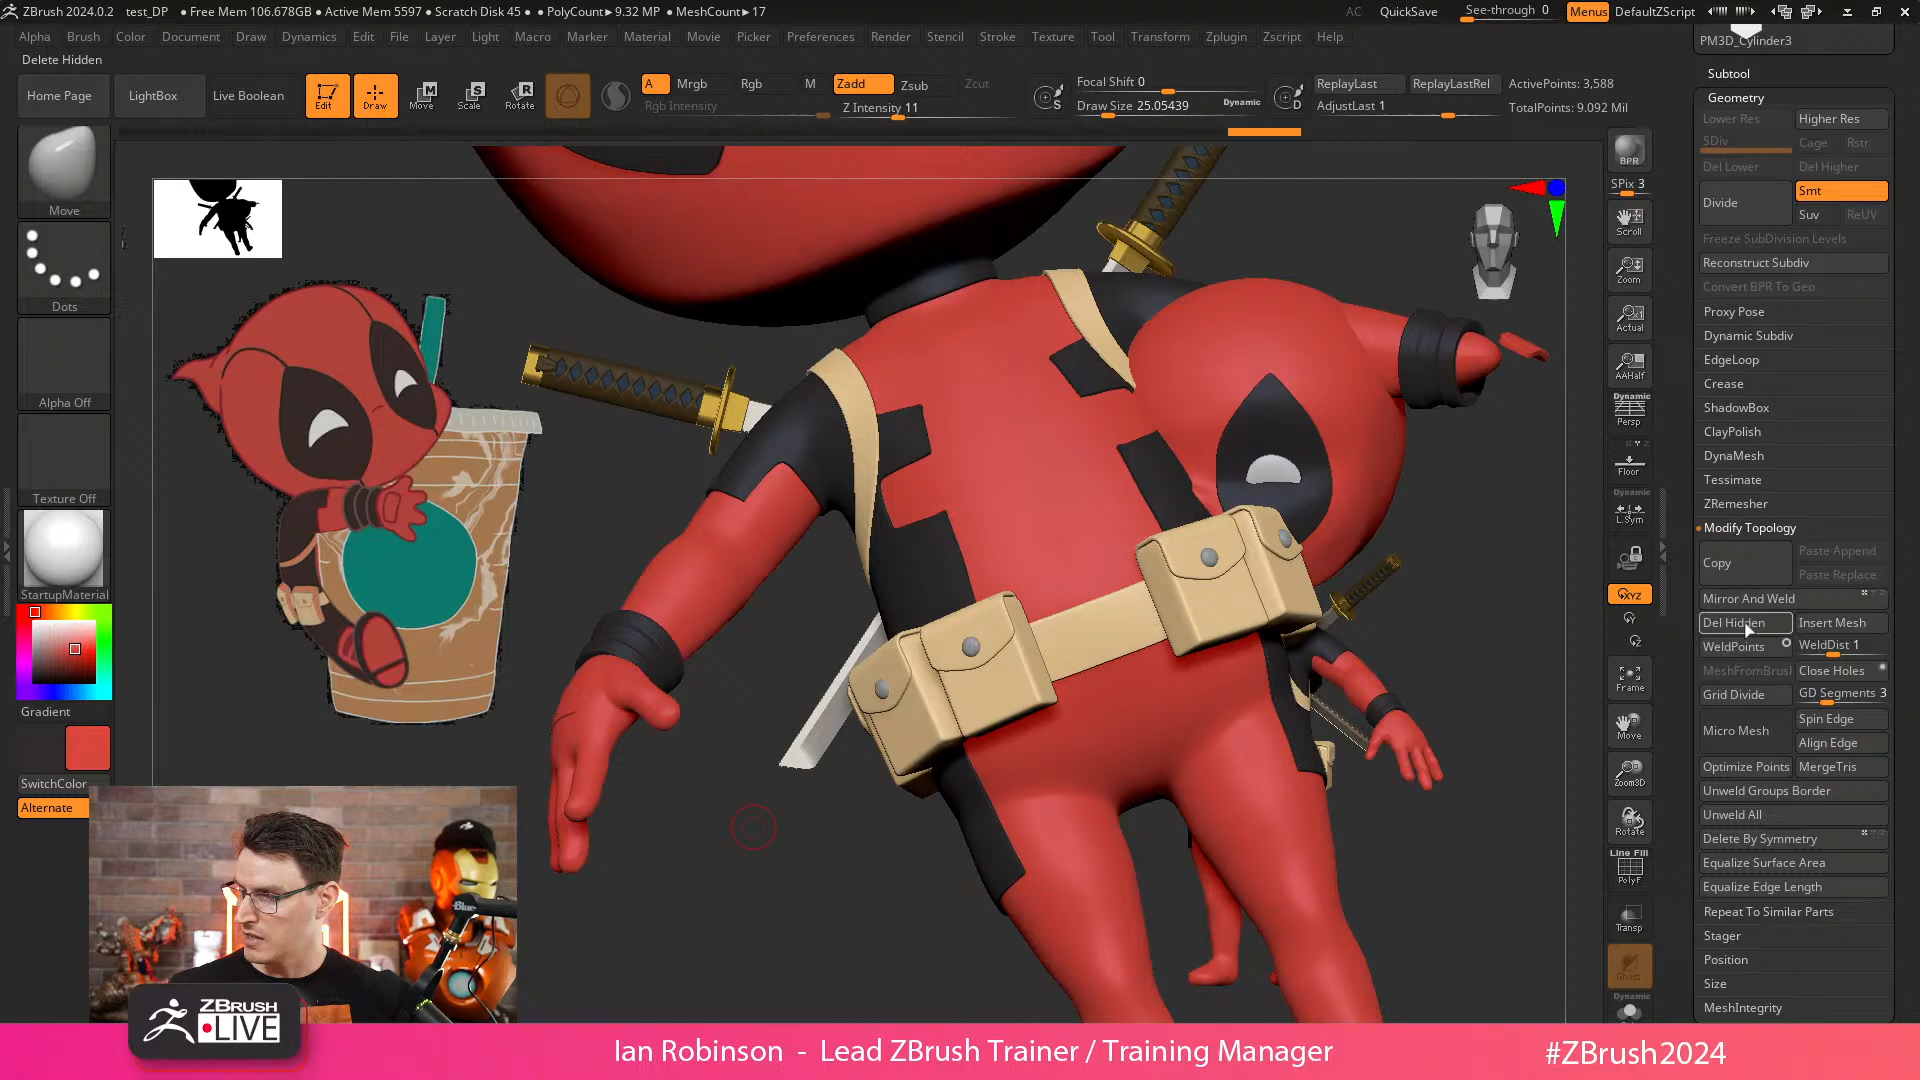 ZBrush 2024.0.2 test_DP ● Free Mem 106.678GB ● Active Mem 5597 ● Scratch Disk 45 ● ● PolyCount► 9.32 MP ● MeshCount► 17 AC QuickSave See-through 0 Menus DefaultZScript
Alpha Brush Color Document Draw Dynamics Edit File Layer Light Macro Marker Material Movie Picker Preferences Render Stencil Stroke Texture Tool Transform Zplugin Zscript Help
PM3D_Cylinder3
Delete Hidden
Home Page LightBox Live Boolean Edit Draw Move Scale Rotate
A Mrgb Rgb M Zadd Zsub Zcut
Rgb Intensity Z Intensity 11
Focal Shift 0
Draw Size 25.05439 Dynamic
ReplayLast ReplayLastRel ActivePoints: 3,588
AdjustLast 1 TotalPoints: 9.092 Mil
Move
Dots
Alpha Off
Texture Off
StartupMaterial
Gradient
SwitchColor
Alternate
BPR
SPix 3
Scroll
Zoom
Actual
AAHalf
Dynamic
Persp
Floor
Dynamic
L.Sym
XYZ
Frame
Move
Zoom3D
Rotate
Line Fill
PolyF
Transp
Ghost
Dynamic
Subtool
Geometry
Lower Res Higher Res
SDiv Cage Rstr
Del Lower Del Higher
Divide Smt
Suv ReUV
Freeze SubDivision Levels
Reconstruct Subdiv
Convert BPR To Geo
Proxy Pose
Dynamic Subdiv
EdgeLoop
Crease
ShadowBox
ClayPolish
DynaMesh
Tessimate
ZRemesher
Modify Topology
Copy Paste Append
Paste Replace
Mirror And Weld
Del Hidden Insert Mesh
WeldPoints WeldDist 1
MeshFromBrush Close Holes
Grid Divide GD Segments 3
Micro Mesh Spin Edge
Align Edge
Optimize Points MergeTris
Unweld Groups Border
Unweld All
Delete By Symmetry
Equalize Surface Area
Equalize Edge Length
Repeat To Similar Parts
Stager
Position
Size
MeshIntegrity
Blue
ZBRUSH
LIVE
Ian Robinson - Lead ZBrush Trainer / Training Manager
#ZBrush2024